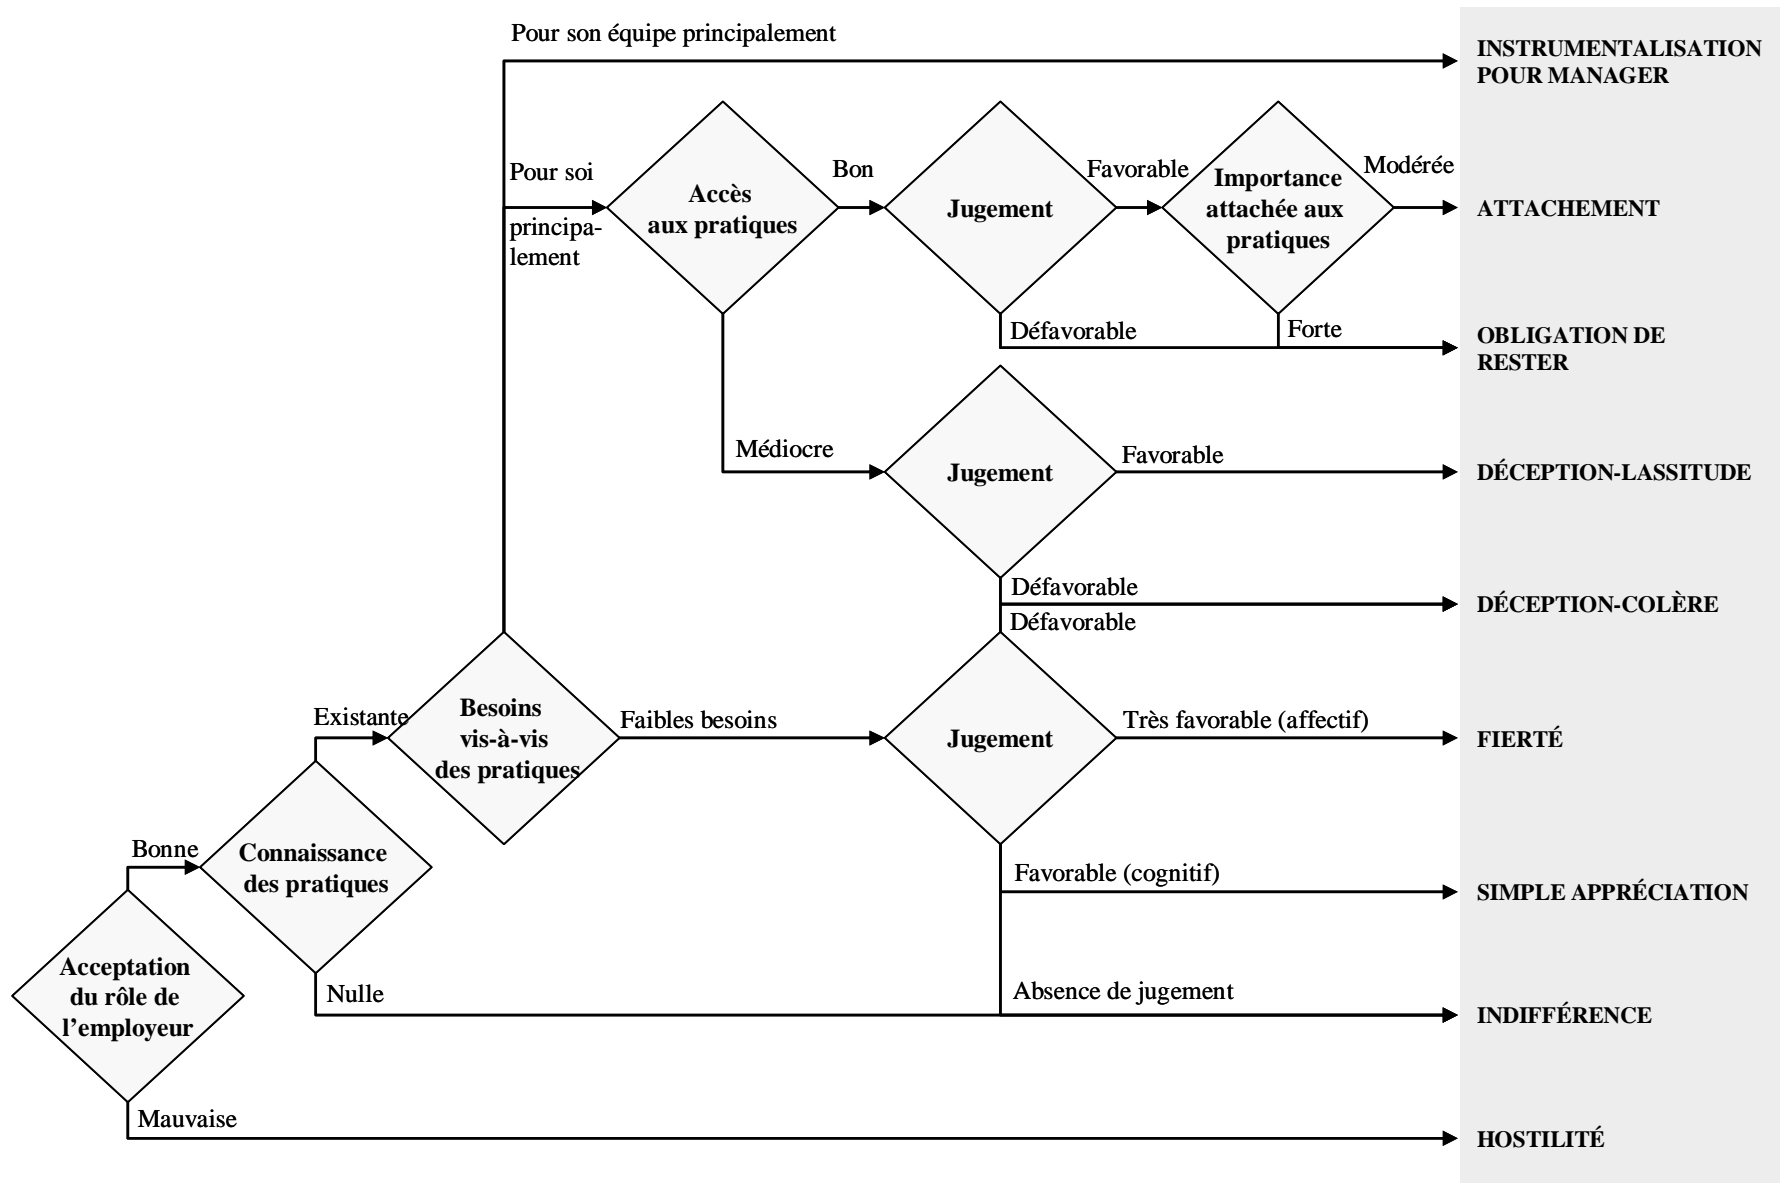 Pour son équipe principalement
INSTRUMENTALISATION
POUR MANAGER
Pour soi
principa-
lement
Accès
aux pratiques
Bon
Jugement
Favorable
Importance
attachée aux
pratiques
Modérée
ATTACHEMENT
Défavorable
Forte
OBLIGATION DE
RESTER
Médiocre
Jugement
Favorable
DÉCEPTION-LASSITUDE
Défavorable
DÉCEPTION-COLÈRE
Défavorable
Existante
Besoins
vis-à-vis
des pratiques
Faibles besoins
Jugement
Très favorable (affectif)
FIERTÉ
Bonne
Connaissance
des pratiques
Favorable (cognitif)
SIMPLE APPRÉCIATION
Acceptation
du rôle de
l’employeur
Nulle
Absence de jugement
INDIFFÉRENCE
Mauvaise
HOSTILITÉ